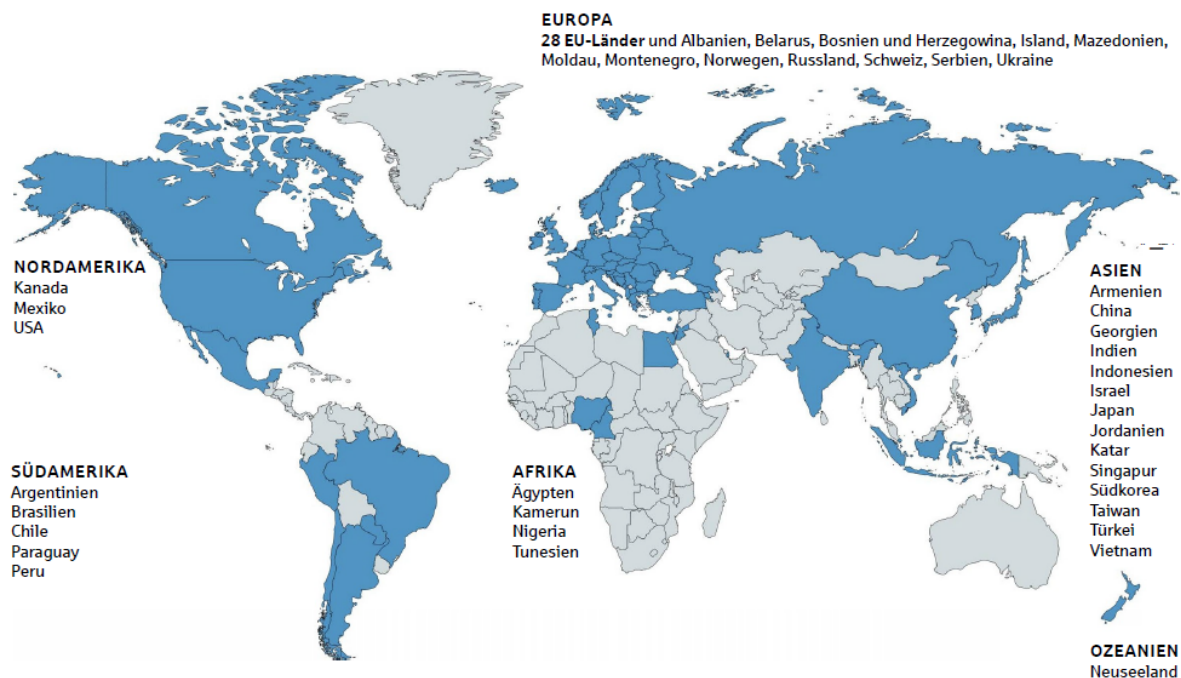 EUROPA
28 EU-Länder und Albanien, Belarus, Bosnien und Herzegowina, Island, Mazedonien,
Moldau, Montenegro, Norwegen, Russland, Schweiz, Serbien, Ukraine
NORDAMERIKA
Kanada
Mexiko
USA
SÜDAMERIKA
Argentinien
Brasilien
Chile
Paraguay
Peru
AFRIKA
Ägypten
Kamerun
Nigeria
Tunesien
ASIEN
Armenien
China
Georgien
Indien
Indonesien
Israel
Japan
Jordanien
Katar
Singapur
Südkorea
Taiwan
Türkei
Vietnam
OZEANIEN
Neuseeland